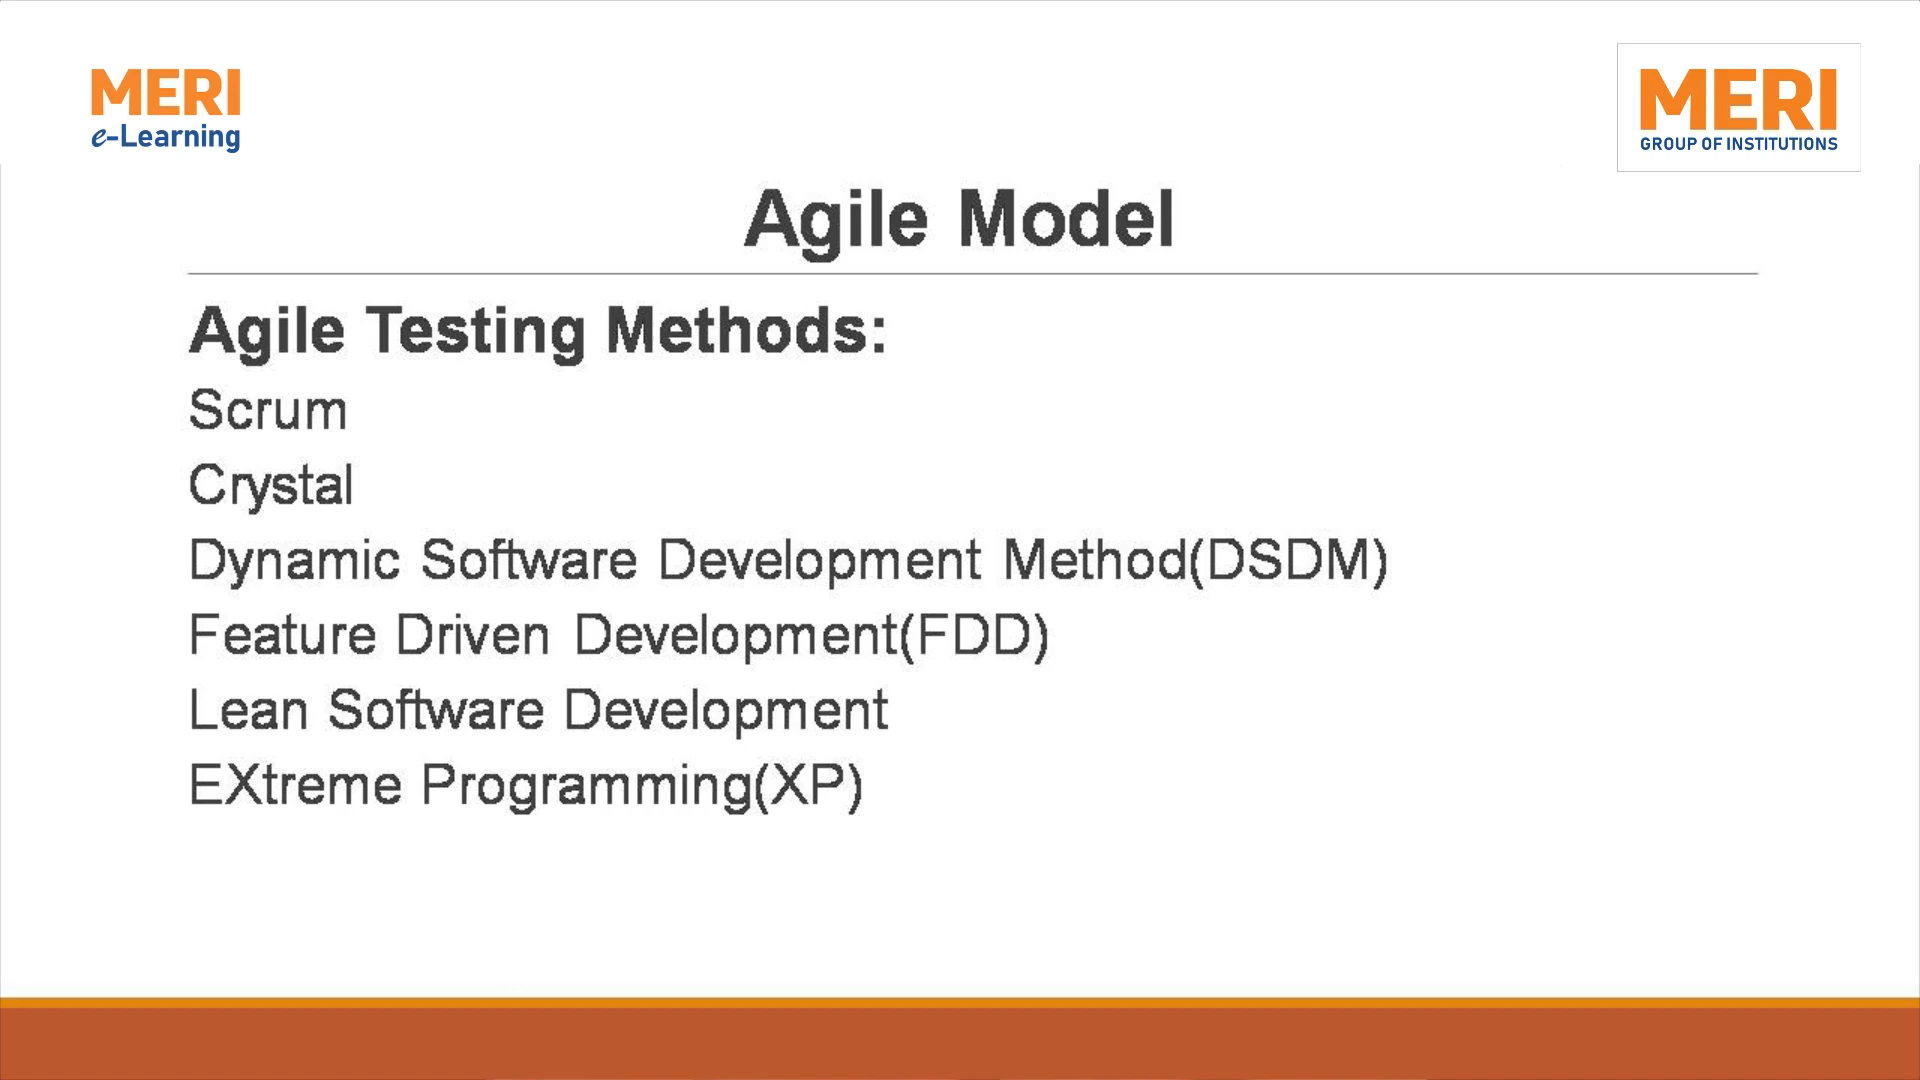 MERI
e-Learning
MERI
GROUP OF INSTITUTIONS
Agile Model
Agile Testing Methods:
Scrum
Crystal
Dynamic Software Development Method(DSDM)
Feature Driven Development(FDD)
Lean Software Development
EXtreme Programming(XP)